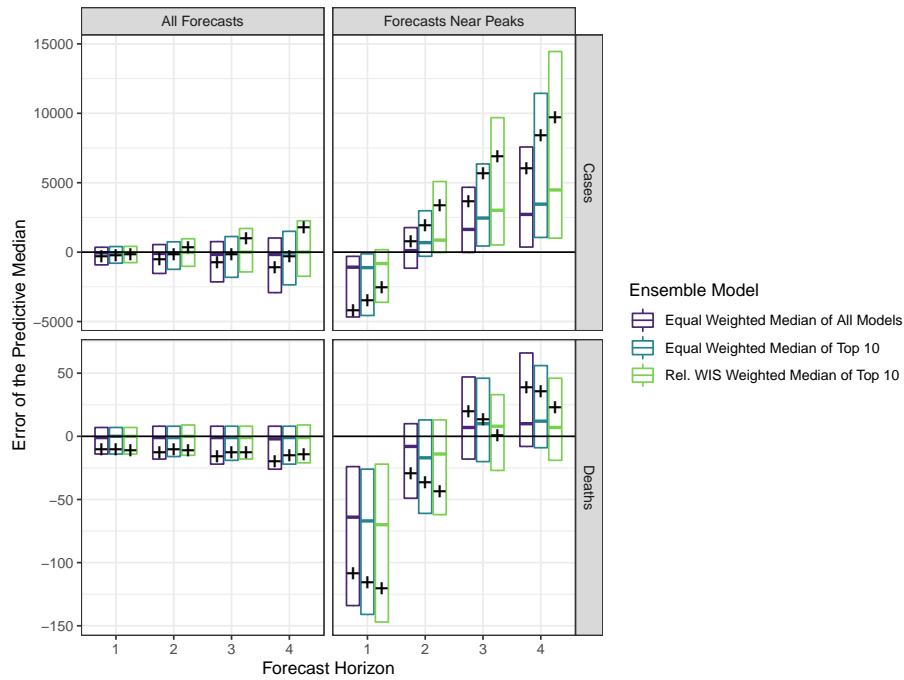 All Forecasts
Forecasts Near Peaks
15000
10000
5000
0
−5000
Cases
50
0
−50
−100
−150
Deaths
1 2 3 4
1 2 3 4
Forecast Horizon
Error of the Predictive Median
Ensemble Model
Equal Weighted Median of All Models
Equal Weighted Median of Top 10
Rel. WIS Weighted Median of Top 10